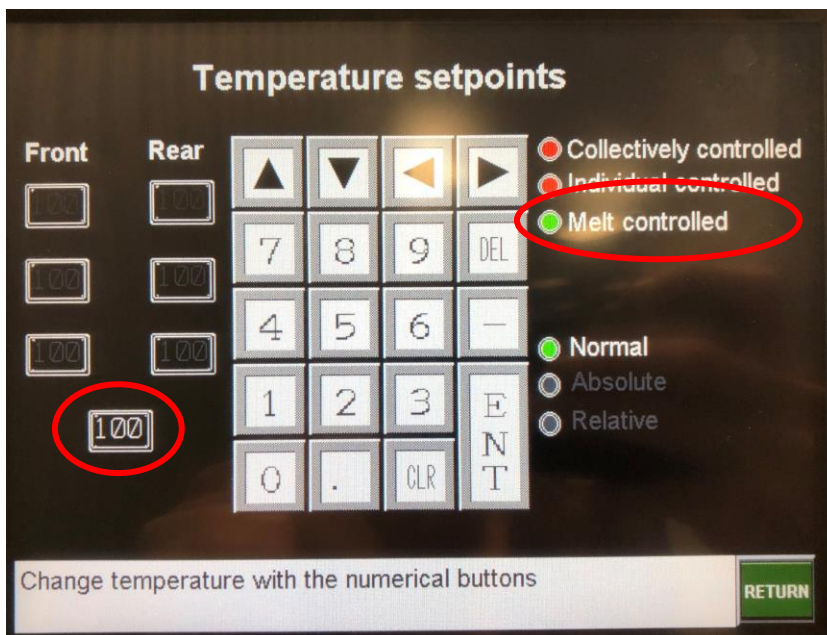 Temperature setpoints
Front Rear
Collectively controlled
Individual controlled
100 100
Melt controlled
7 8 9 DEL
100 100
4 5 6 -
Normal
100 100
Absolute
1 2 3 ENT
100
Relative
0 . CLR
Change temperature with the numerical buttons
RETURN